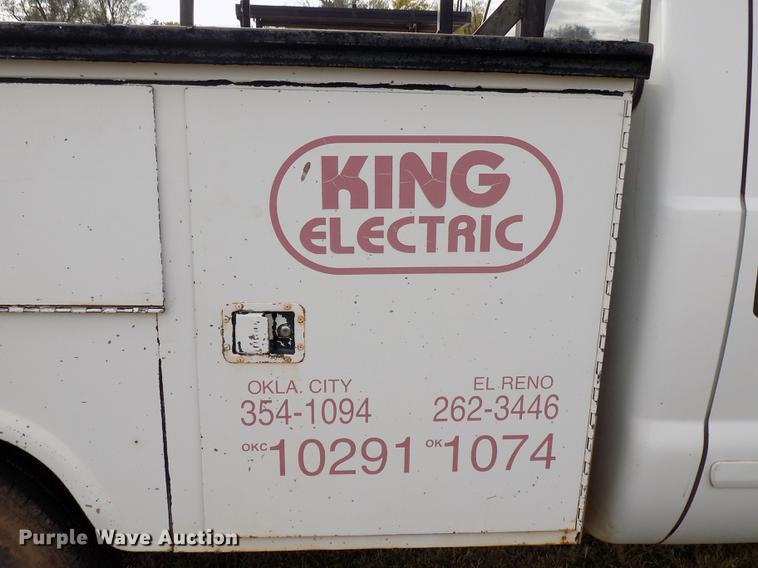 KING
ELECTRIC
OKLA. CITY EL RENO
354-1094 262-3446
OKC 10291 OK 1074
Purple Wave Auction